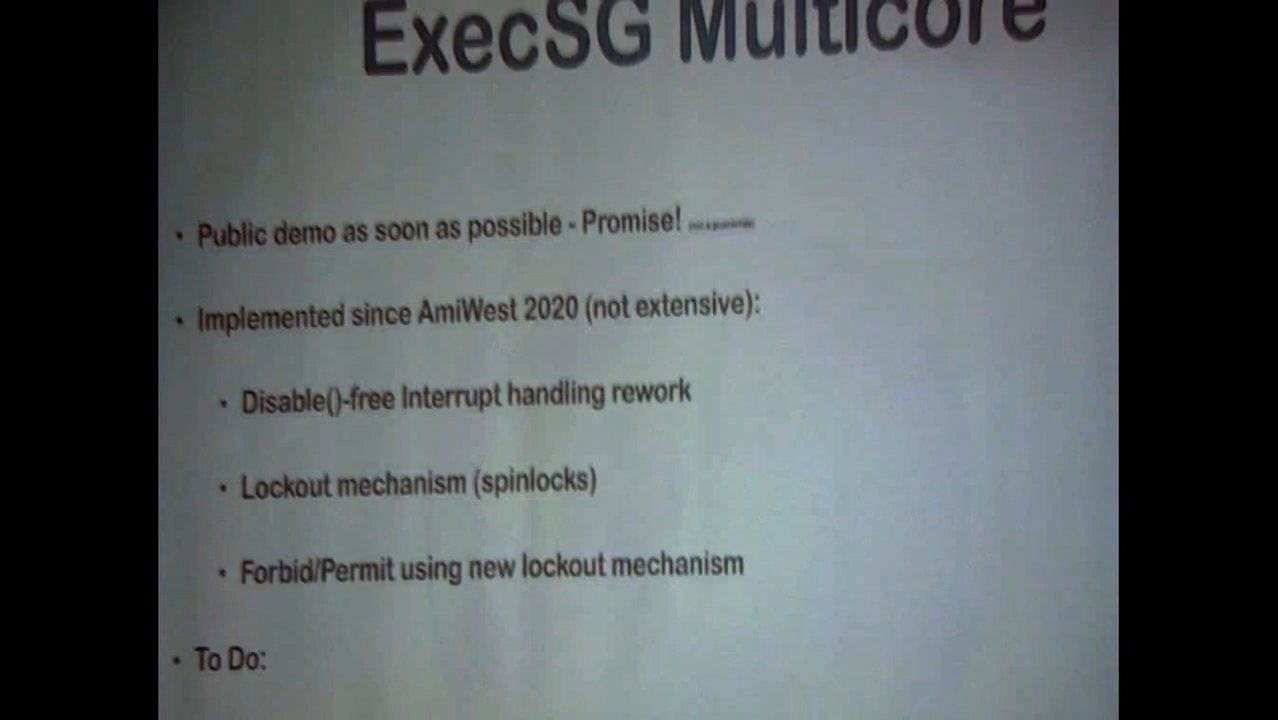 ExecSG Multicore
• Public demo as soon as possible - Promise!
• Implemented since AmiWest 2020 (not extensive):
• Disable()-free Interrupt handling rework
• Lockout mechanism (spinlocks)
• Forbid/Permit using new lockout mechanism
• To Do: